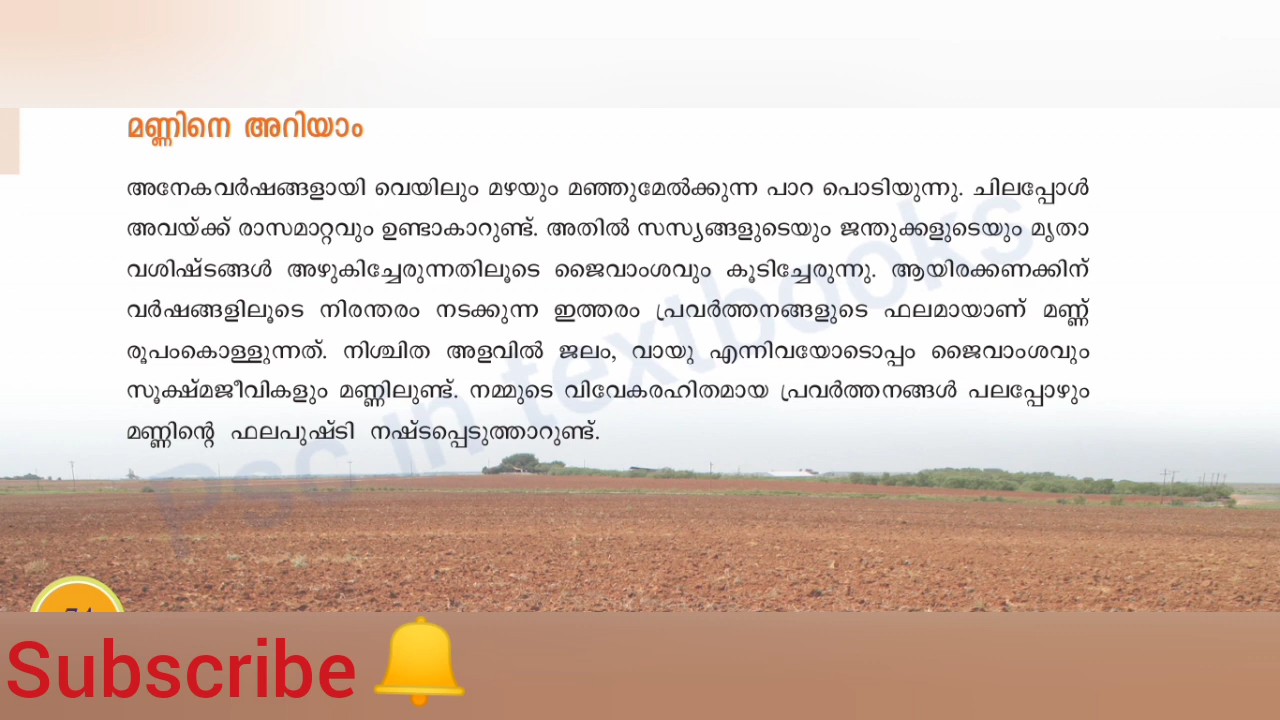 മണ്ണിനെ അറിയാം
അനേകവർഷങ്ങളായി വെയിലും മഴയും മഞ്ഞുമേൽക്കുന്ന പാറ പൊടിയുന്നു. ചിലപ്പോൾ
അവയ്ക്ക് രാസമാറ്റവും ഉണ്ടാകാറുണ്ട്. അതിൽ സസ്യങ്ങളുടെയും ജന്തുക്കളുടെയും മൃതാ
വശിഷ്ടങ്ങൾ അഴുകിച്ചേരുന്നതിലൂടെ ജൈവാംശവും കൂടിച്ചേരുന്നു. ആയിരക്കണക്കിന്
വർഷങ്ങളിലൂടെ നിരന്തരം നടക്കുന്ന ഇത്തരം പ്രവർത്തനങ്ങളുടെ ഫലമായാണ് മണ്ണ്
രൂപംകൊള്ളുന്നത്. നിശ്ചിത അളവിൽ ജലം, വായു എന്നിവയോടൊപ്പം ജൈവാംശവും
സൂക്ഷ്മജീവികളും മണ്ണിലുണ്ട്. നമ്മുടെ വിവേകരഹിതമായ പ്രവർത്തനങ്ങൾ പലപ്പോഴും
മണ്ണിന്റെ ഫലപുഷ്ടി നഷ്ടപ്പെടുത്താറുണ്ട്.
Psc in textbooks
Subscribe